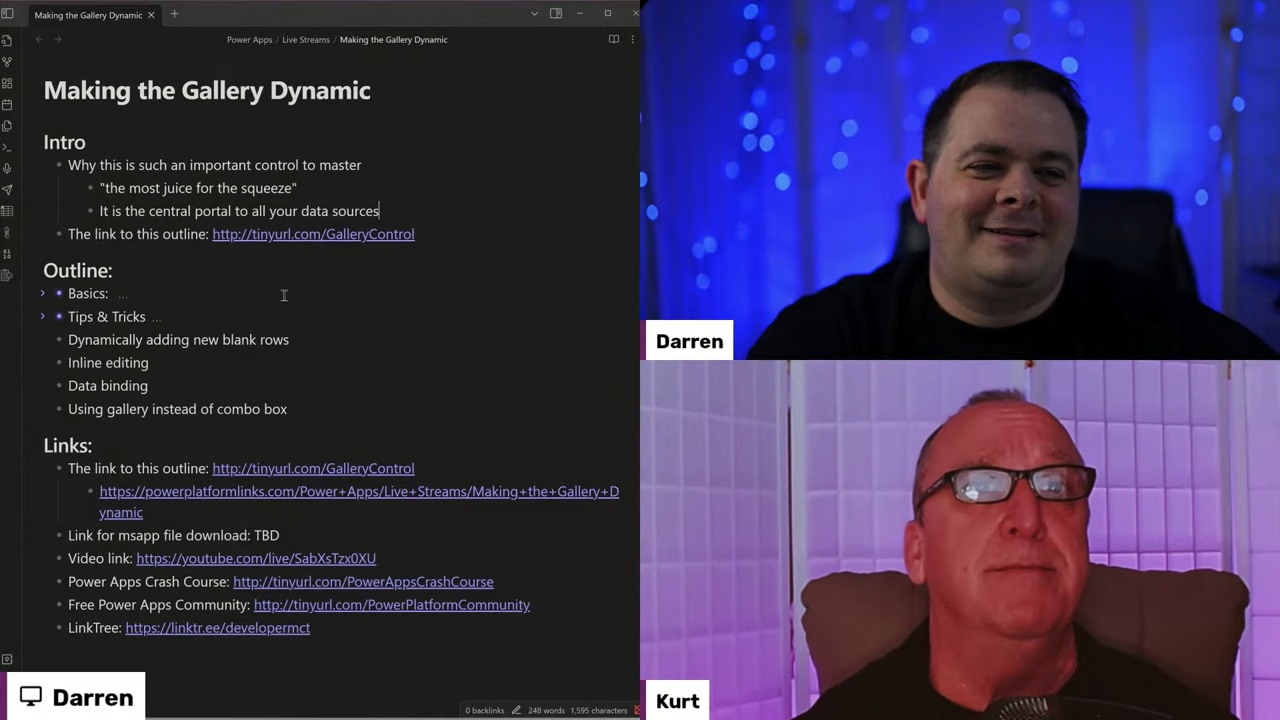 Making the Gallery Dynamic
Power Apps / Live Streams / Making the Gallery Dynamic
Making the Gallery Dynamic
Intro
Why this is such an important control to master
"the most juice for the squeeze"
It is the central portal to all your data sources
The link to this outline: http://tinyurl.com/GalleryControl
Outline:
Basics: ...
Tips & Tricks ...
Dynamically adding new blank rows
Inline editing
Data binding
Using gallery instead of combo box
Links:
The link to this outline: http://tinyurl.com/GalleryControl
https://powerplatformlinks.com/Power+Apps/Live+Streams/Making+the+Gallery+D
ynamic
Link for msapp file download: TBD
Video link: https://youtube.com/live/SabXsTzx0XU
Power Apps Crash Course: http://tinyurl.com/PowerAppsCrashCourse
Free Power Apps Community: http://tinyurl.com/PowerPlatformCommunity
LinkTree: https://linktr.ee/developermct
0 backlinks 248 words 1,595 characters
Darren
Darren
Kurt